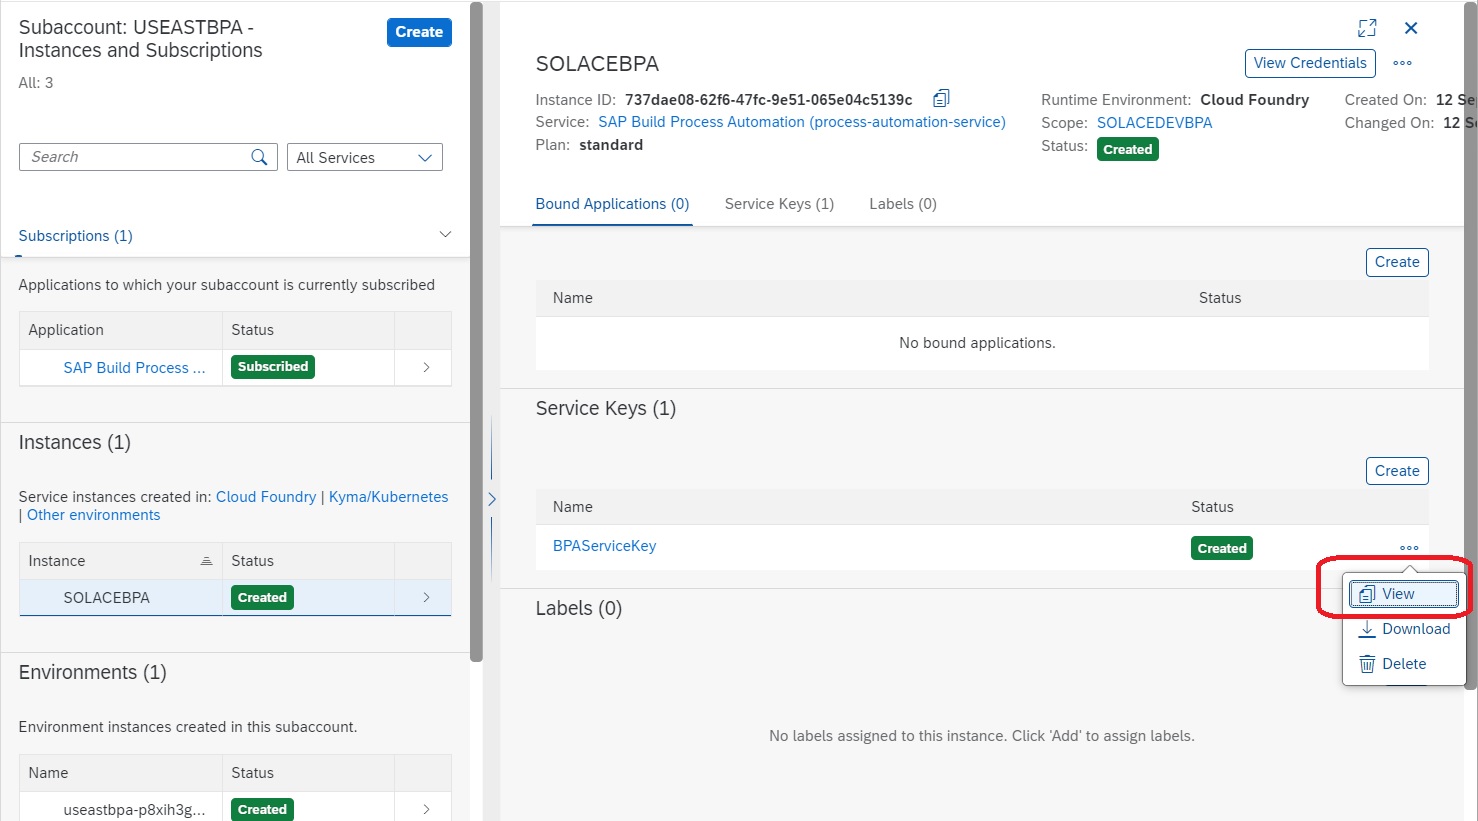 Subaccount: USEASTBPA -
Instances and Subscriptions
Create
All: 3
Search
All Services
Subscriptions (1)
Applications to which your subaccount is currently subscribed
Application Status
SAP Build Process ... Subscribed
Instances (1)
Service instances created in: Cloud Foundry | Kyma/Kubernetes
| Other environments
Instance Status
SOLACEBPA Created
Environments (1)
Environment instances created in this subaccount.
Name Status
useastbpa-p8xih3g... Created
SOLACEBPA
View Credentials
Instance ID: 737dae08-62f6-47fc-9e51-065e04c5139c
Service: SAP Build Process Automation (process-automation-service)
Plan: standard
Runtime Environment: Cloud Foundry
Scope: SOLACEDEVBPA
Status: Created
Created On: 12 Se
Changed On: 12 S
Bound Applications (0) Service Keys (1) Labels (0)
Create
Name Status
No bound applications.
Service Keys (1)
Create
Name Status
BPAServiceKey Created
View
Download
Delete
Labels (0)
No labels assigned to this instance. Click 'Add' to assign labels.